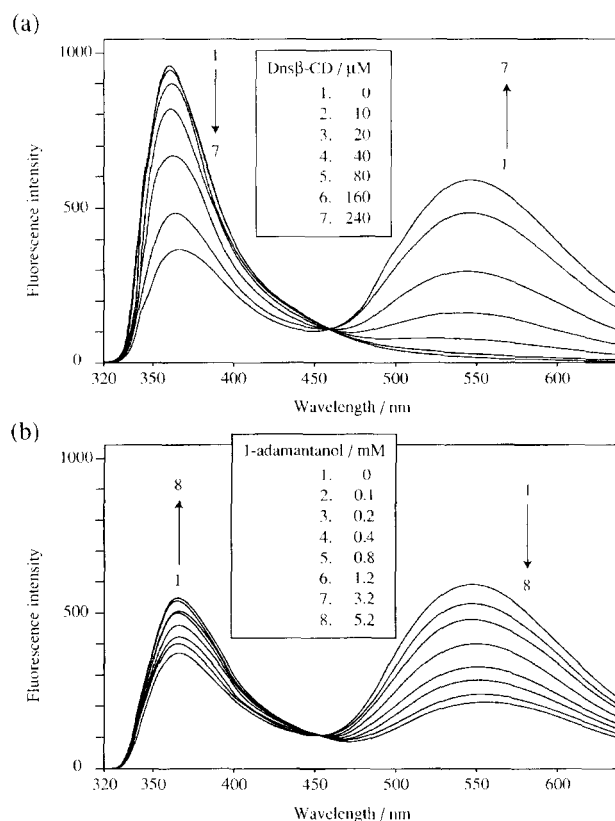 (a)
1000
500
0
Fluorescence intensity
1
7
Dnsβ-CD / μM
1. 0
2. 10
3. 20
4. 40
5. 80
6. 160
7. 240
7
1
320 350 400 450 500 550 600
Wavelength / nm
(b)
1000
500
0
Fluorescence intensity
8
1
1-adamantanol / mM
1. 0
2. 0.1
3. 0.2
4. 0.4
5. 0.8
6. 1.2
7. 3.2
8. 5.2
1
8
320 350 400 450 500 550 600
Wavelength / nm